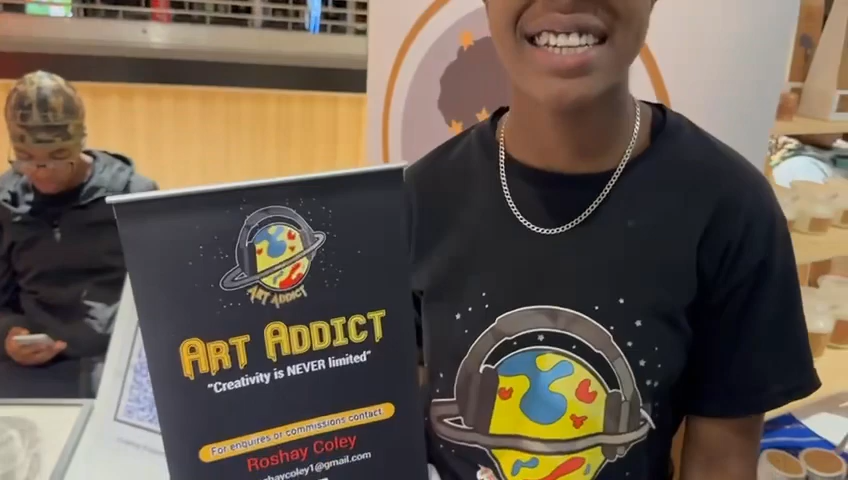 ART ADDICT
ART ADDICT
"Creativity is NEVER limited"
For enquires or commissions contact
Roshay Coley